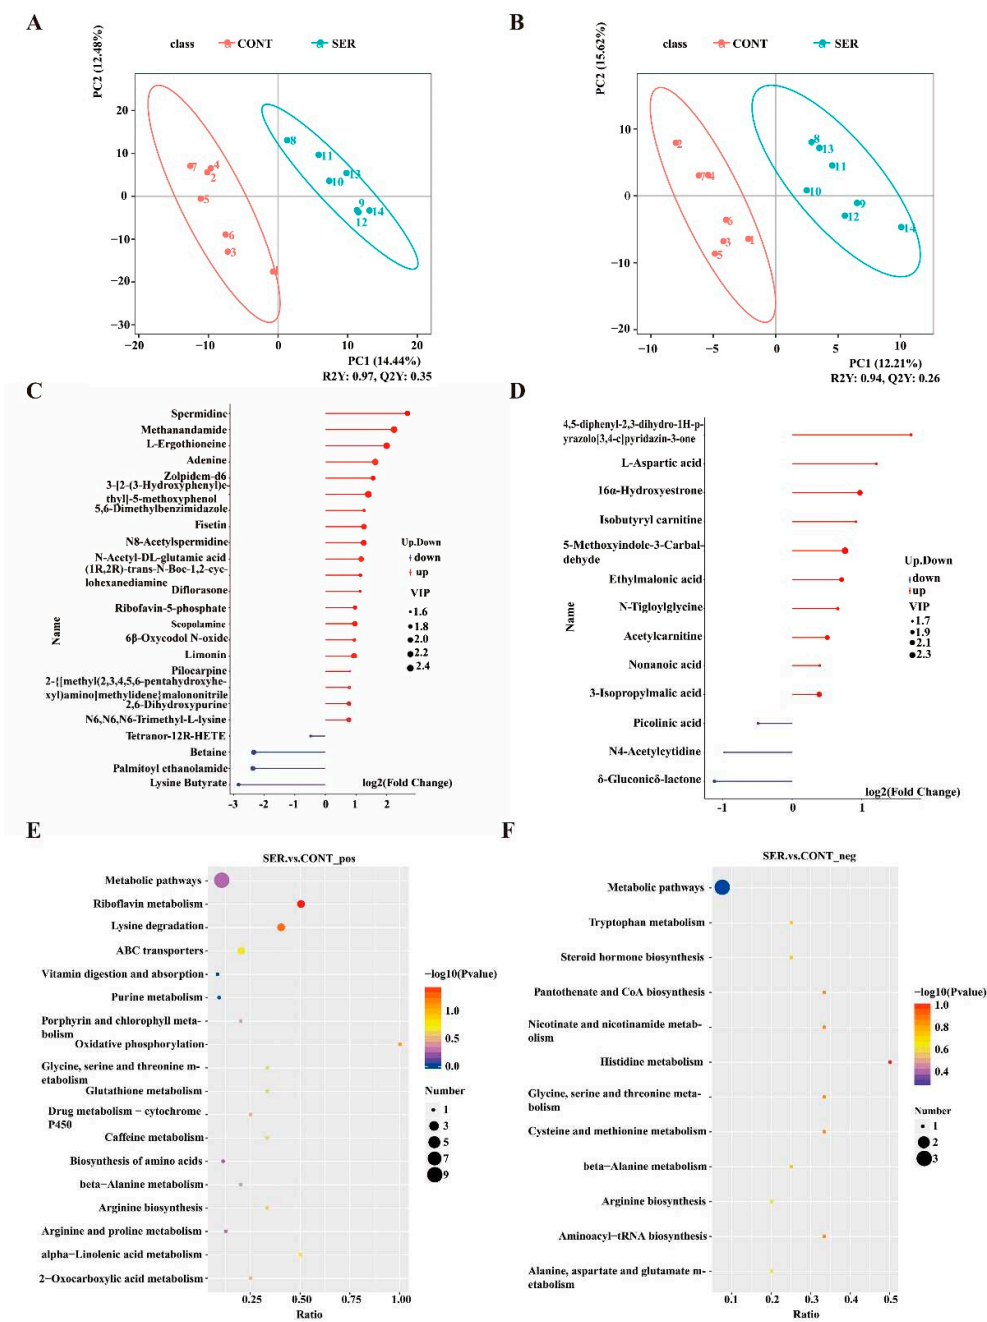 A
class CONT SER
PC2 (12.48%)
20
10
0
-10
-20
-30
-20 -10 0 10 20
8
11
7 4
2
13
10
5
9
14
12
6
3
1
PC1 (14.44%)
R2Y: 0.97, Q2Y: 0.35
B
class CONT SER
PC2 (15.62%)
10
0
-10
-20
-10 -5 0 5 10
2
8
13
11
7 4
10
9
12
6
14
3 1
5
PC1 (12.21%)
R2Y: 0.94, Q2Y: 0.26
C
Name
Spermidine
Methanandamide
L-Ergothioneine
Adenine
Zolpidem-d6
3-[2-(3-Hydroxyphenyl)e
thyl]-5-methoxyphenol
5,6-Dimethylbenzimidazole
Fisetin
N8-Acetylspermidine
N-Acetyl-DL-glutamic acid
(1R,2R)-trans-N-Boc-1,2-cyc-
lohexanediamine
Diflorasone
Ribofavin-5-phosphate
Scopolamine
6β-Oxycodol N-oxide
Limonin
Pilocarpine
2-{[methyl(2,3,4,5,6-pentahydroxyhe-
xyl)amino]methylidene}malononitrile
2,6-Dihydroxypurine
N6,N6,N6-Trimethyl-L-lysine
Tetranor-12R-HETE
Betaine
Palmitoyl ethanolamide
Lysine Butyrate
Up.Down
down
up
VIP
1.6
1.8
2.0
2.2
2.4
log2(Fold Change)
-3 -2 -1 0 1 2
D
Name
4,5-diphenyl-2,3-dihydro-1H-p-
yrazolo[3,4-c]pyridazin-3-one
L-Aspartic acid
16α-Hydroxyestrone
Isobutyryl carnitine
5-Methoxyindole-3-Carbal-
dehyde
Ethylmalonic acid
N-Tigloylglycine
Acetylcarnitine
Nonanoic acid
3-Isopropylmalic acid
Picolinic acid
N4-Acetylcytidine
δ-Gluconicδ-lactone
Up.Down
down
up
VIP
1.7
1.9
2.1
2.3
log2(Fold Change)
-1 0 1
E
SER.vs.CONT_pos
Metabolic pathways
Riboflavin metabolism
Lysine degradation
ABC transporters
Vitamin digestion and absorption
Purine metabolism
Porphyrin and chlorophyll meta-
bolism
Oxidative phosphorylation
Glycine, serine and threonine m-
etabolism
Glutathione metabolism
Drug metabolism − cytochrome
P450
Caffeine metabolism
Biosynthesis of amino acids
beta−Alanine metabolism
Arginine biosynthesis
Arginine and proline metabolism
alpha−Linolenic acid metabolism
2−Oxocarboxylic acid metabolism
0.25 0.50 0.75 1.00
Ratio
−log10(Pvalue)
1.0
0.5
0.0
Number
1
3
5
7
9
F
SER.vs.CONT_neg
Metabolic pathways
Tryptophan metabolism
Steroid hormone biosynthesis
Pantothenate and CoA biosynthesis
Nicotinate and nicotinamide metab-
olism
Histidine metabolism
Glycine, serine and threonine meta-
bolism
Cysteine and methionine metabolism
beta−Alanine metabolism
Arginine biosynthesis
Aminoacyl−tRNA biosynthesis
Alanine, aspartate and glutamate m-
etabolism
0.1 0.2 0.3 0.4 0.5
Ratio
−log10(Pvalue)
1.0
0.8
0.6
0.4
Number
1
2
3